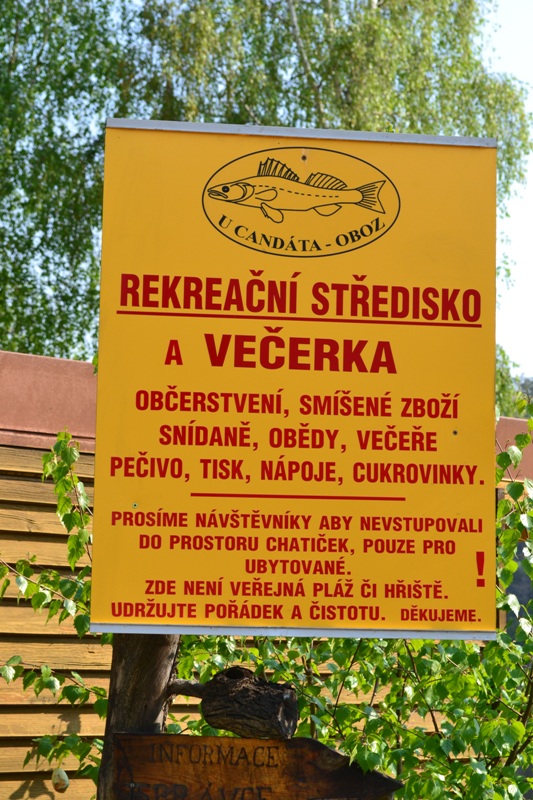 U CANDÁTA - OBOZ
REKREAČNÍ STŘEDISKO
A VEČERKA
OBČERSTVENÍ, SMÍŠENÉ ZBOŽÍ
SNÍDANĚ, OBĚDY, VEČEŘE
PEČIVO, TISK, NÁPOJE, CUKROVINKY.
PROSÍME NÁVŠTĚVNÍKY ABY NEVSTUPOVALI
DO PROSTORU CHATIČEK, POUZE PRO
UBYTOVANÉ. !
ZDE NENÍ VEŘEJNÁ PLÁŽ ČI HŘIŠTĚ.
UDRŽUJTE POŘÁDEK A ČISTOTU. DĚKUJEME.
INFORMACE
SPRÁVCE